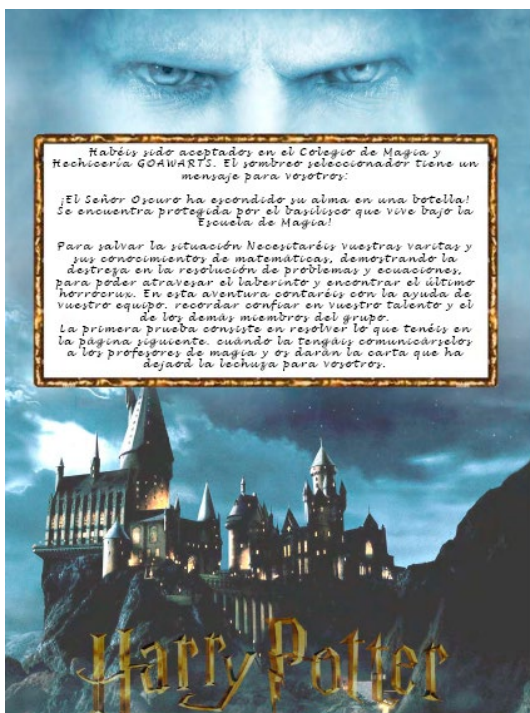 Habéis sido aceptados en el Colegio de Magia y
Hechicería GOAWARTS. El sombreo seleccionador tiene un
mensaje para vosotros:
¡El Señor Oscuro ha escondido su alma en una botella!
Se encuentra protegida por el basilisco que vive bajo la
Escuela de Magia!
Para salvar la situación Necesitaréis vuestras varitas y
sus conocimientos de matemáticas, demostrando la
destreza en la resolución de problemas y ecuaciones,
para poder atravesar el laberinto y encontrar el último
horrocrux. En esta aventura contaréis con la ayuda de
vuestro equipo. recordar confiar en vuestro talento y el
de los demás miembros del grupo.
La primera prueba consiste en resolver lo que tenéis en
la página siguiente. cuándo la tengáis comunicárselos
a los profesores de magia y os darán la carta que ha
dejaod la lechuza para vosotros.
Harry Potter